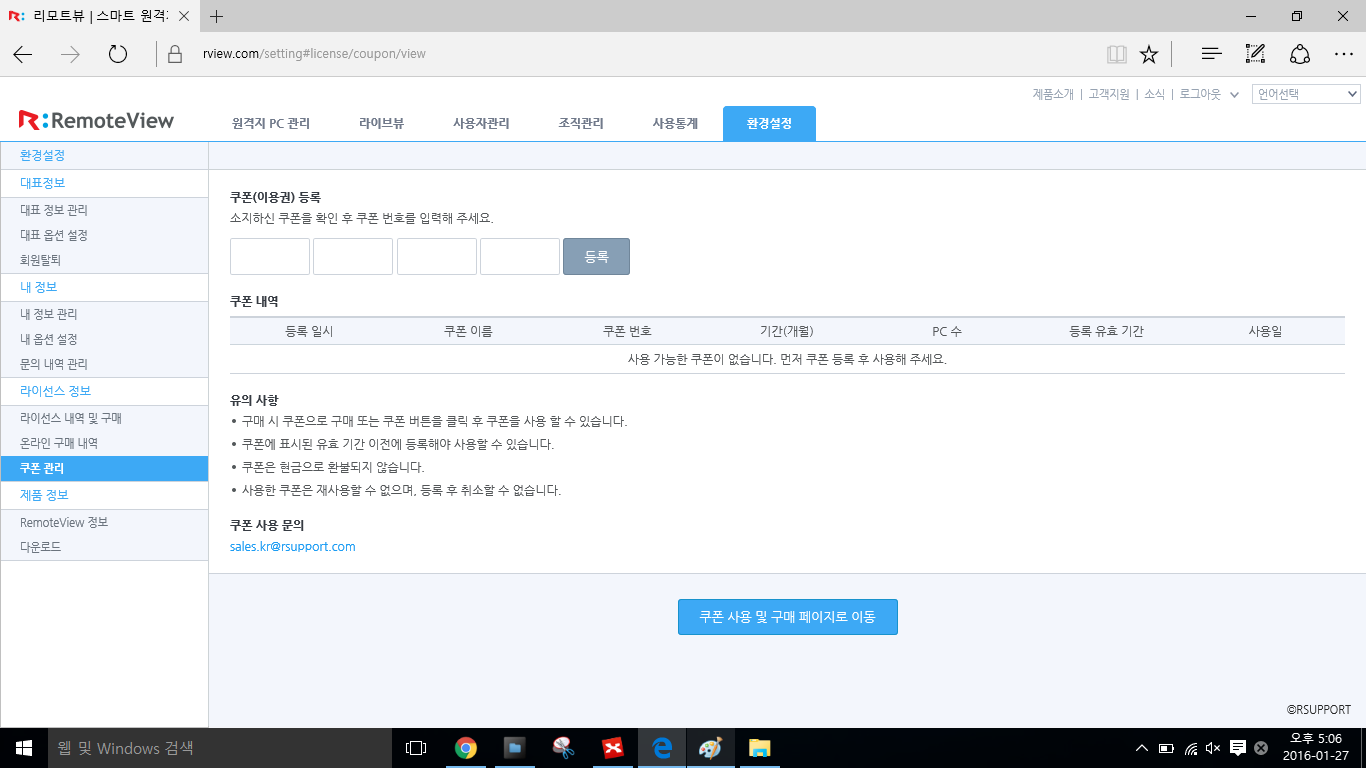 리모트뷰 | 스마트 원격
rview.com/setting#license/coupon/view
제품소개 | 고객지원 | 소식 | 로그아웃
언어선택
R:RemoteView
원격지 PC 관리
라이브뷰
사용자관리
조직관리
사용통계
환경설정
환경설정
대표정보
대표 정보 관리
대표 옵션 설정
회원탈퇴
내 정보
내 정보 관리
내 옵션 설정
문의 내역 관리
라이선스 정보
라이선스 내역 및 구매
온라인 구매 내역
쿠폰 관리
제품 정보
RemoteView 정보
다운로드
쿠폰(이용권) 등록
소지하신 쿠폰을 확인 후 쿠폰 번호를 입력해 주세요.
등록
쿠폰 내역
등록 일시 쿠폰 이름 쿠폰 번호 기간(개월) PC 수 등록 유효 기간 사용일
사용 가능한 쿠폰이 없습니다. 먼저 쿠폰 등록 후 사용해 주세요.
유의 사항
• 구매 시 쿠폰으로 구매 또는 쿠폰 버튼을 클릭 후 쿠폰을 사용 할 수 있습니다.
• 쿠폰에 표시된 유효 기간 이전에 등록해야 사용할 수 있습니다.
• 쿠폰은 현금으로 환불되지 않습니다.
• 사용한 쿠폰은 재사용할 수 없으며, 등록 후 취소할 수 없습니다.
쿠폰 사용 문의
sales.kr@rsupport.com
쿠폰 사용 및 구매 페이지로 이동
©RSUPPORT
웹 및 Windows 검색
오후 5:06
2016-01-27